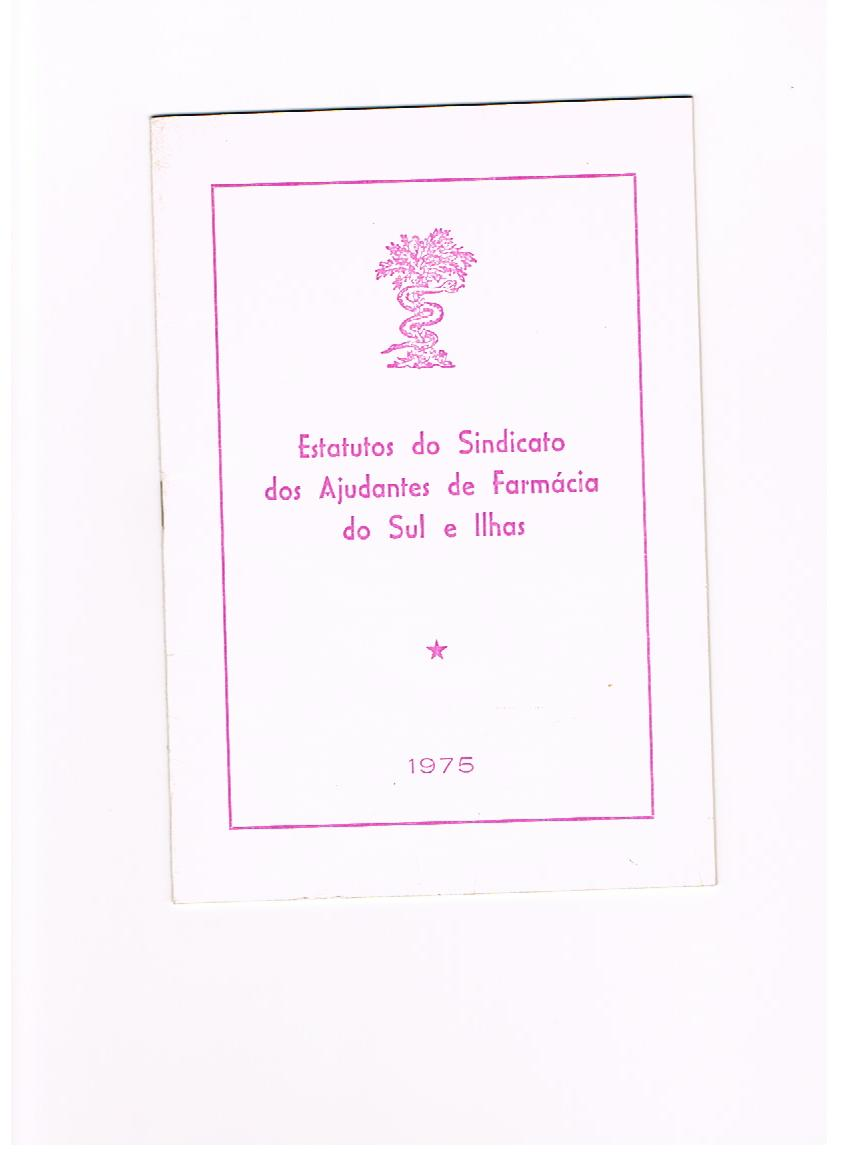 Estatutos do Sindicato
dos Ajudantes de Farmácia
do Sul e Ilhas
1975